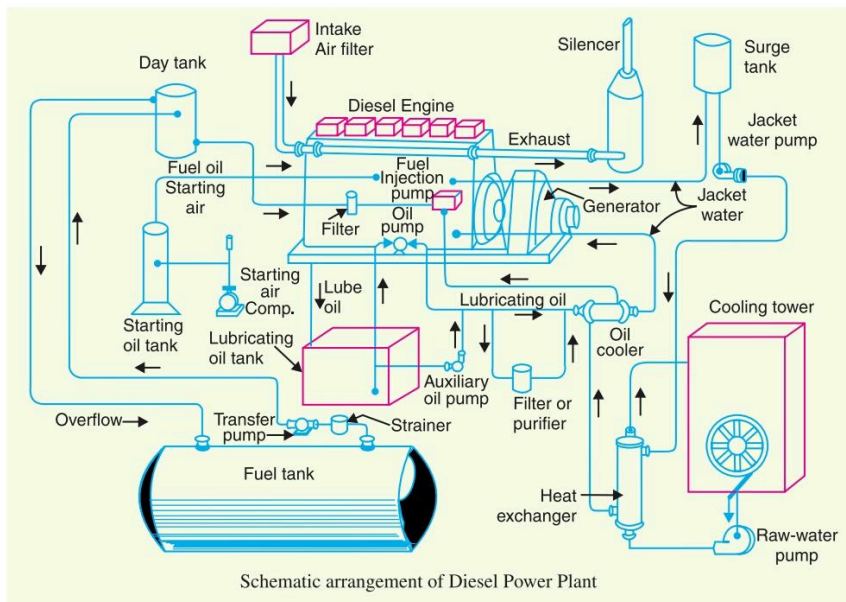 Intake
Air filter
Silencer
Surge
tank
Day tank
Diesel Engine
Jacket
water pump
Exhaust
Fuel oil
Starting
air
Fuel
Injection
pump
Generator
Jacket
water
Filter
Oil
pump
Starting
air
Comp.
Lube
oil
Lubricating oil
Cooling tower
Starting
oil tank
Lubricating
oil tank
Oil
cooler
Auxiliary
oil pump
Filter or
purifier
Overflow
Transfer
pump
Strainer
Fuel tank
Heat
exchanger
Raw-water
pump
Schematic arrangement of Diesel Power Plant